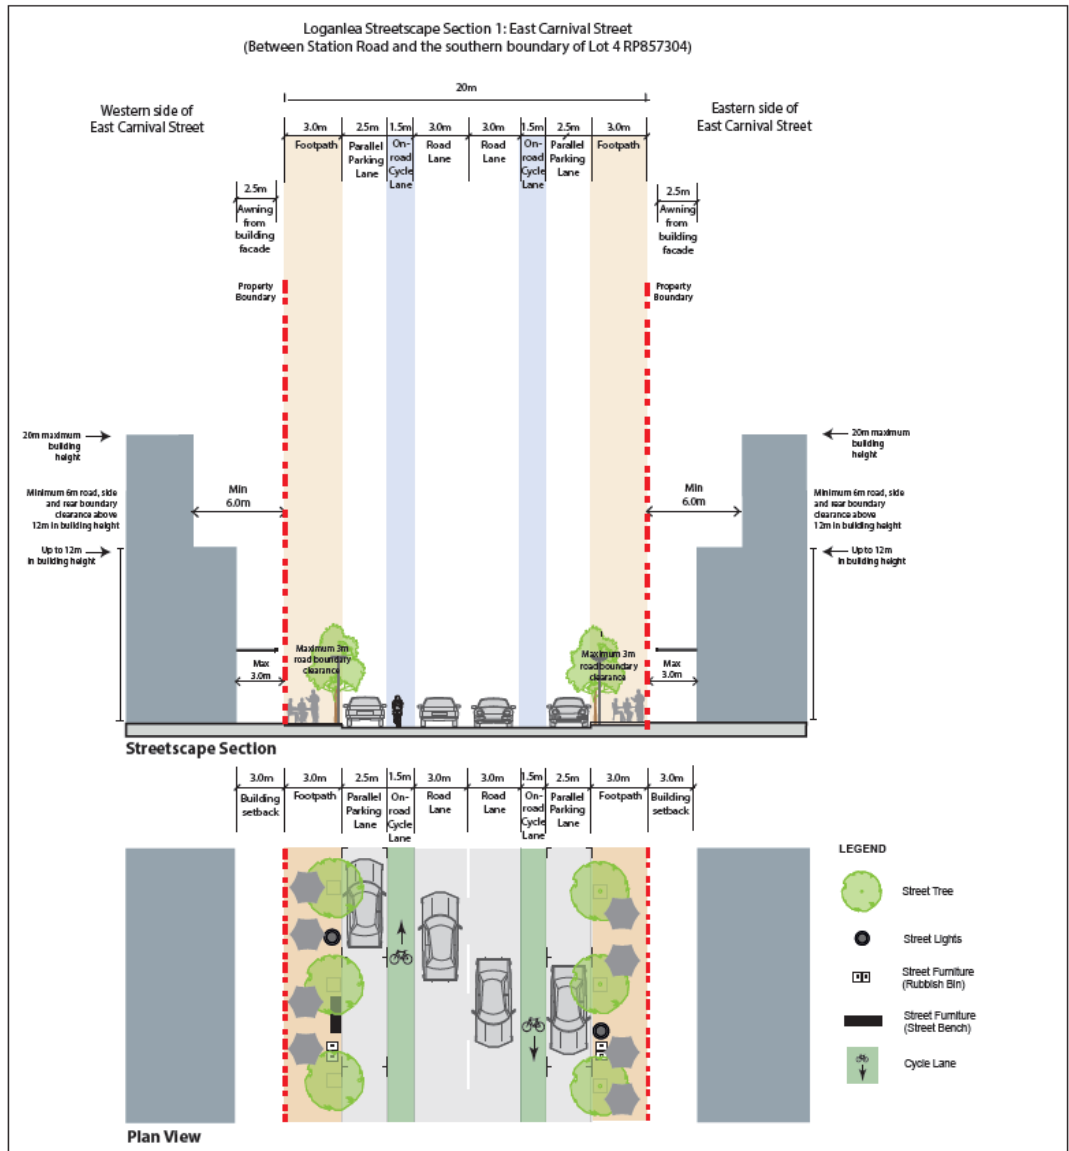 Loganlea Streetscape Section 1: East Carnival Street
(Between Station Road and the southern boundary of Lot 4 RP857304)
20m
Western side of
East Carnival Street
Eastern side of
East Carnival Street
3.0m 2.5m 1.5m 3.0m 3.0m 1.5m 2.5m 3.0m
Footpath
Parallel
Parking
Lane
On-
road
Cycle
Lane
Road
Lane
Road
Lane
On-
road
Cycle
Lane
Parallel
Parking
Lane
Footpath
2.5m
Awning
from
building
facade
2.5m
Awning
from
building
facade
Property
Boundary
Property
Boundary
20m maximum
building
height
20m maximum
building
height
Min
6.0m
Min
6.0m
Minimum 6m road, side
and rear boundary
clearance above
12m in building height
Minimum 6m road, side
and rear boundary
clearance above
12m in building height
Up to 12m
in building height
Up to 12m
in building height
Maximum 3m
road boundary
clearance
Maximum 3m
road boundary
clearance
Max
3.0m
Max
3.0m
Streetscape Section
3.0m 3.0m 2.5m 1.5m 3.0m 3.0m 1.5m 2.5m 3.0m 3.0m
Building
setback
Footpath
Parallel
Parking
Lane
On-
road
Cycle
Lane
Road
Lane
Road
Lane
On-
road
Cycle
Lane
Parallel
Parking
Lane
Footpath
Building
setback
LEGEND
Street Tree
Street Lights
Street Furniture
(Rubbish Bin)
Street Furniture
(Street Bench)
Cycle Lane
Plan View